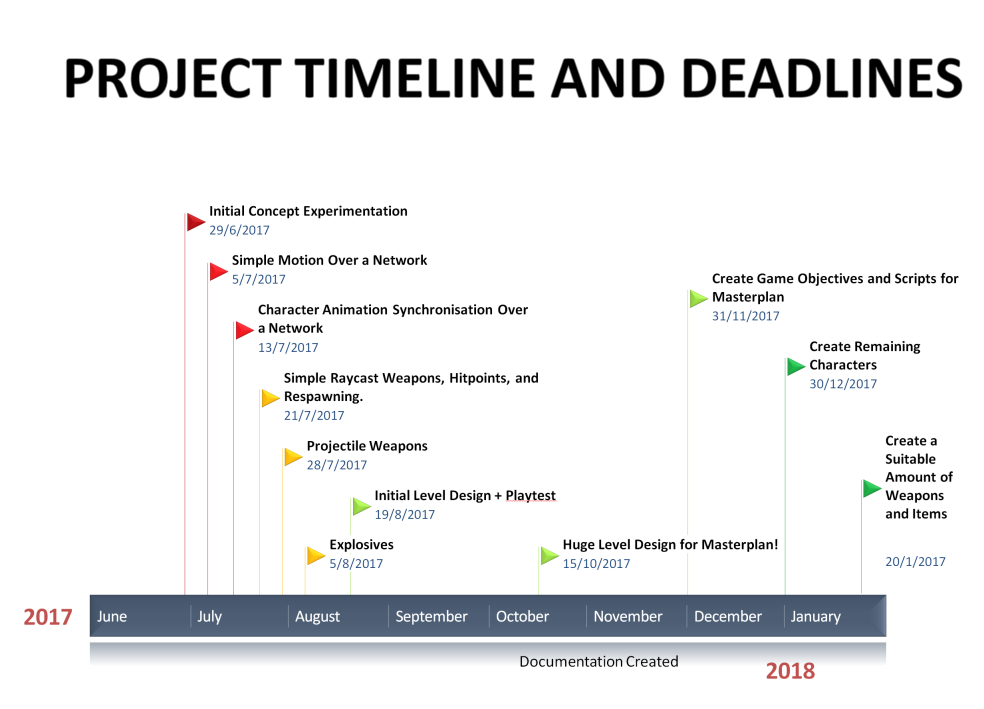 PROJECT TIMELINE AND DEADLINES
Initial Concept Experimentation
29/6/2017
Simple Motion Over a Network
5/7/2017
Character Animation Synchronisation Over
a Network
13/7/2017
Simple Raycast Weapons, Hitpoints, and
Respawning.
21/7/2017
Projectile Weapons
28/7/2017
Initial Level Design + Playtest
19/8/2017
Explosives
5/8/2017
Huge Level Design for Masterplan!
15/10/2017
Create Game Objectives and Scripts for
Masterplan
31/11/2017
Create Remaining
Characters
30/12/2017
Create a
Suitable
Amount of
Weapons
and Items
20/1/2017
2017
June
July
August
September
October
November
December
January
Documentation Created
2018